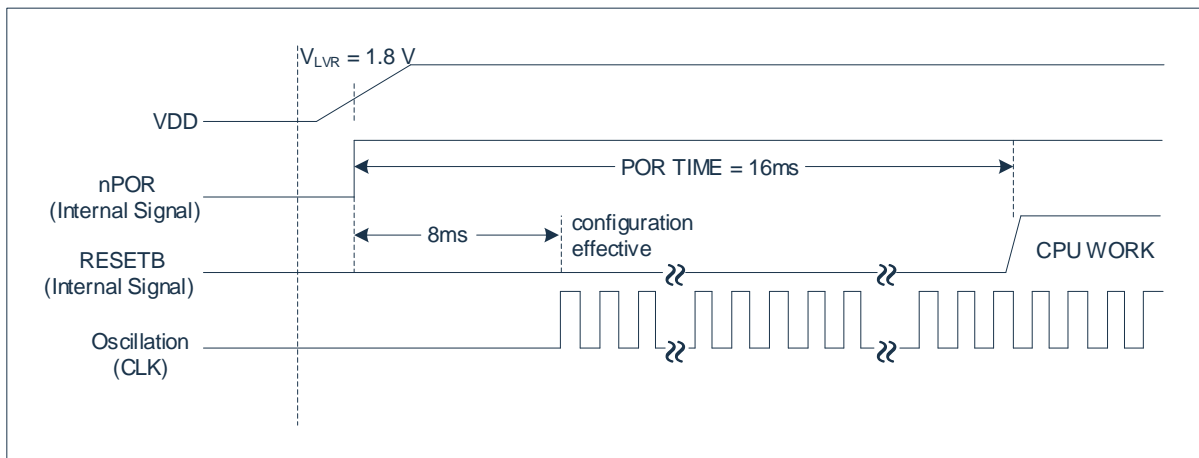 VLVR = 1.8 V
VDD
POR TIME = 16ms
nPOR
(Internal Signal)
8ms
configuration
effective
RESETB
(Internal Signal)
CPU WORK
Oscillation
(CLK)